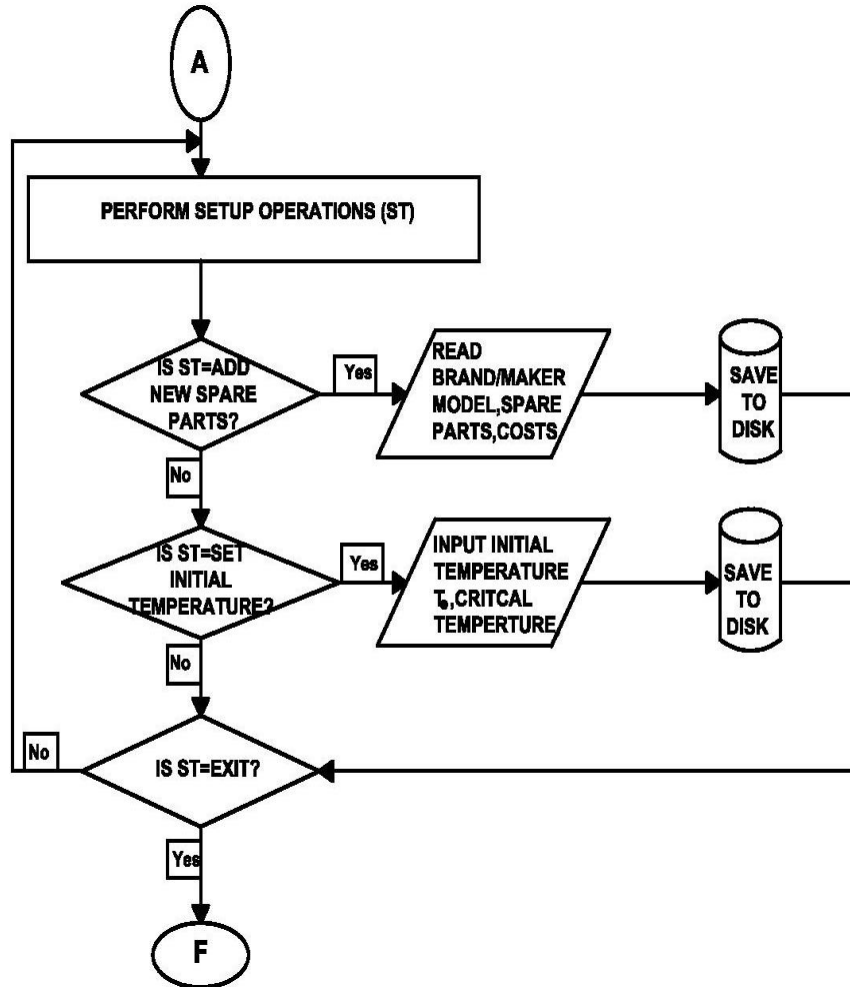 A
PERFORM SETUP OPERATIONS (ST)
IS ST=ADD
NEW SPARE
PARTS?
Yes
READ
BRAND/MAKER
MODEL,SPARE
PARTS,COSTS
SAVE
TO
DISK
No
IS ST=SET
INITIAL
TEMPERATURE?
Yes
INPUT INITIAL
TEMPERATURE
T,CRITCAL
TEMPERTURE
SAVE
TO
DISK
No
IS ST=EXIT?
No
Yes
F